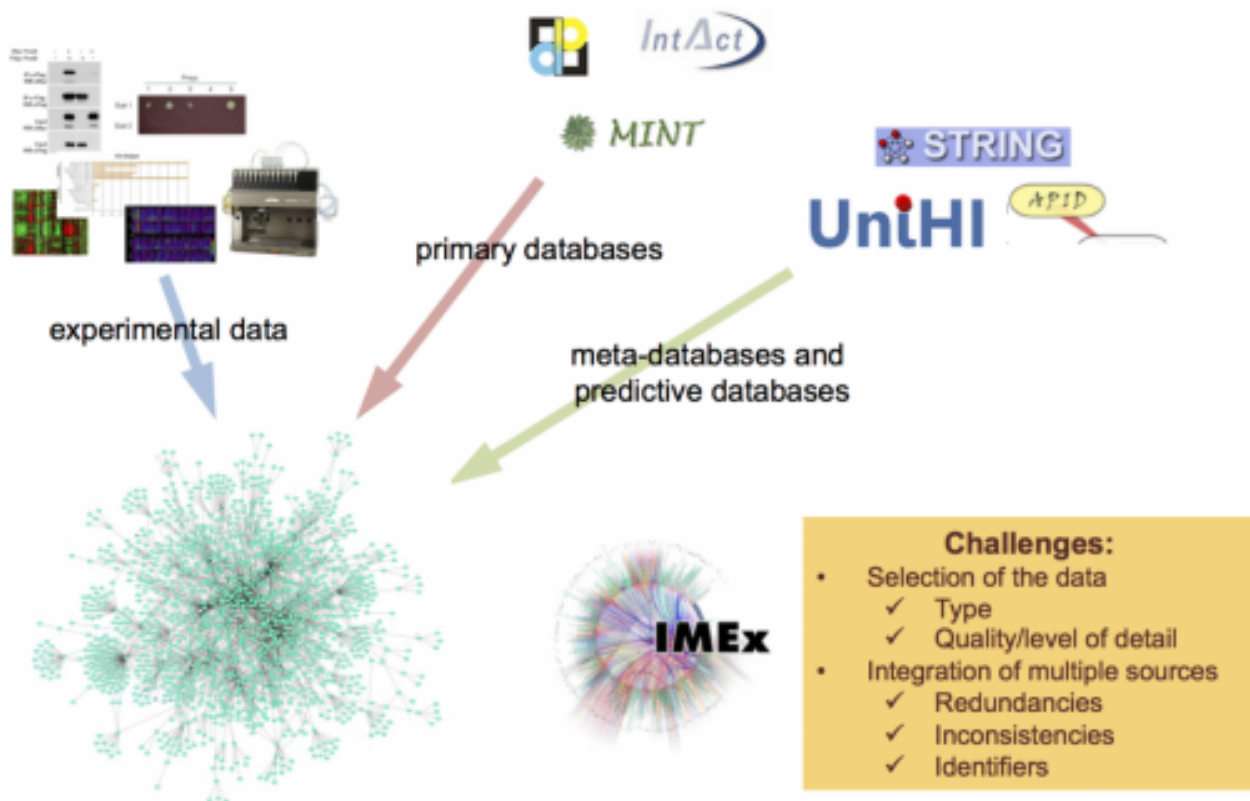 IntAct
MINT
STRING
UniHI
APID
primary databases
experimental data
meta-databases and
predictive databases
IMEx
Challenges:
• Selection of the data
✓ Type
✓ Quality/level of detail
• Integration of multiple sources
✓ Redundancies
✓ Inconsistencies
✓ Identifiers